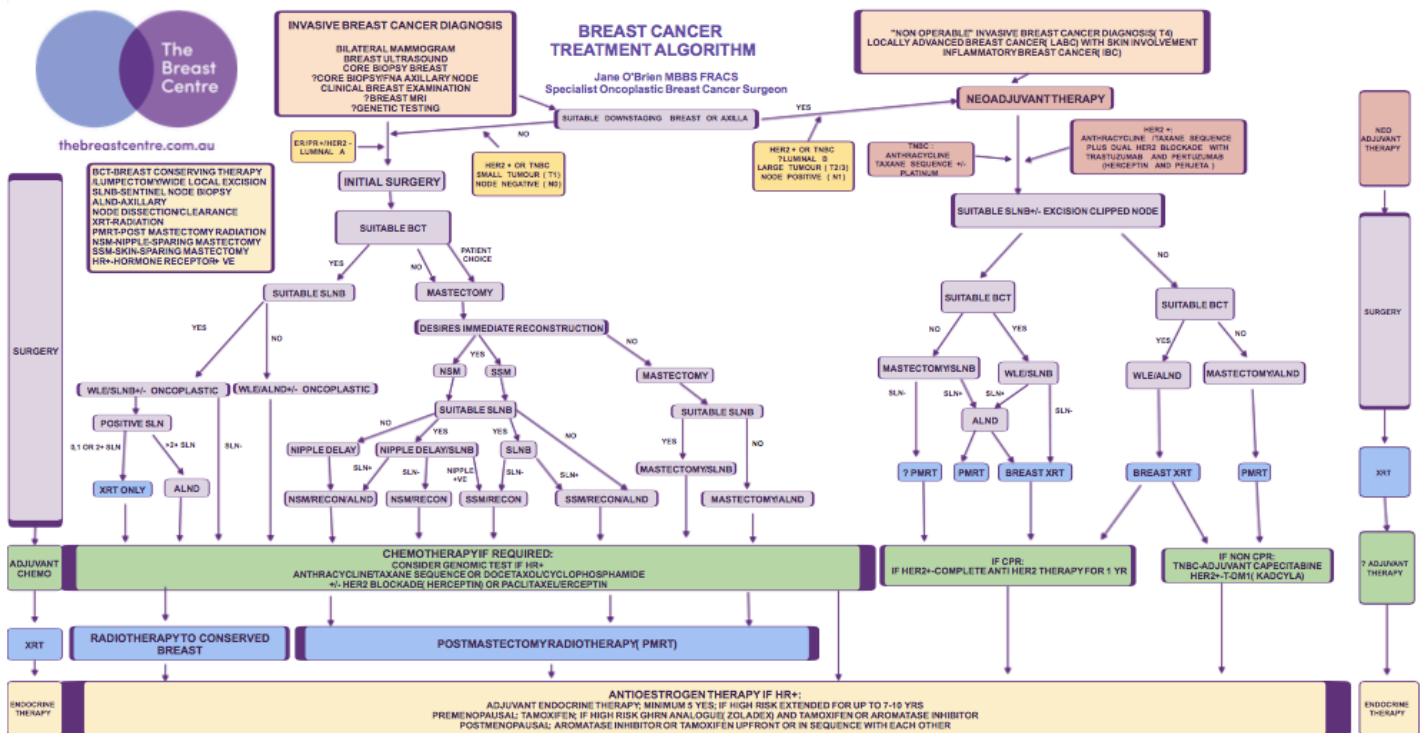 The
Breast
Centre
thebreastcentre.com.au
BREAST CANCER
TREATMENT ALGORITHM
Jane O'Brien MBBS FRACS
Specialist Oncoplastic Breast Cancer Surgeon
INVASIVE BREAST CANCER DIAGNOSIS
BILATERAL MAMMOGRAM
BREAST ULTRASOUND
CORE BIOPSY BREAST
?CORE BIOPSY/FNA AXILLARY NODE
CLINICAL BREAST EXAMINATION
?BREAST MRI
?GENETIC TESTING
"NON OPERABLE" INVASIVE BREAST CANCER DIAGNOSIS( T4)
LOCALLY ADVANCED BREAST CANCER( LABC) WITH SKIN INVOLVEMENT
INFLAMMATORY BREAST CANCER( IBC)
SUITABLE DOWNSTAGING BREAST OR AXILLA
YES
NO
NEOADJUVANT THERAPY
ER/PR+/HER2 -
LUMINAL A
HER2 + OR TNBC
SMALL TUMOUR ( T1)
NODE NEGATIVE ( N0)
HER2 + OR TNBC
?LUMINAL B
LARGE TUMOUR ( T2/3)
NODE POSITIVE ( N1)
TNBC :
ANTHRACYCLINE
TAXANE SEQUENCE +/-
PLATINUM
HER2 +:
ANTHRACYCLINE /TAXANE SEQUENCE
PLUS DUAL HER2 BLOCKADE WITH
TRASTUZUMAB AND PERTUZUMAB
(HERCEPTIN AND PERJETA )
NEO
ADJUVANT
THERAPY
BCT-BREAST CONSERVING THERAPY
/LUMPECTOMY/WIDE LOCAL EXCISION
SLNB-SENTINEL NODE BIOPSY
ALND-AXILLARY
NODE DISSECTION/CLEARANCE
XRT-RADIATION
PMRT-POST MASTECTOMY RADIATION
NSM-NIPPLE-SPARING MASTECTOMY
SSM-SKIN-SPARING MASTECTOMY
HR+-HORMONE RECEPTOR+ VE
INITIAL SURGERY
SUITABLE BCT
YES
NO
PATIENT
CHOICE
SUITABLE SLNB
MASTECTOMY
SURGERY
YES
NO
DESIRES IMMEDIATE RECONSTRUCTION
YES
NO
NSM
SSM
MASTECTOMY
WLE/SLNB+/- ONCOPLASTIC
WLE/ALND+/- ONCOPLASTIC
SUITABLE SLNB
SUITABLE SLNB
POSITIVE SLN
NO
YES
YES
NO
YES
NO
0,1 OR 2+ SLN
>2+ SLN
SLN-
NIPPLE DELAY
NIPPLE DELAY/SLNB
SLNB
SLN+
SLN-
NIPPLE
+VE
SLN-
SLN+
MASTECTOMY/SLNB
XRT ONLY
ALND
NSM/RECON/ALND
NSM/RECON
SSM/RECON
SSM/RECON/ALND
MASTECTOMY/ALND
SUITABLE SLNB+/- EXCISION CLIPPED NODE
NO
SUITABLE BCT
SUITABLE BCT
SURGERY
NO
YES
YES
NO
MASTECTOMY/SLNB
WLE/SLNB
WLE/ALND
MASTECTOMY/ALND
SLN-
SLN+
SLN+
SLN-
ALND
? PMRT
PMRT
BREAST XRT
BREAST XRT
PMRT
XRT
ADJUVANT
CHEMO
CHEMOTHERAPY IF REQUIRED:
CONSIDER GENOMIC TEST IF HR+
ANTHRACYCLINE/TAXANE SEQUENCE OR DOCETAXOL/CYCLOPHOSPHAMIDE
+/- HER2 BLOCKADE( HERCEPTIN) OR PACLITAXEL/ERCEPTIN
IF CPR:
IF HER2+-COMPLETE ANTI HER2 THERAPY FOR 1 YR
IF NON CPR:
TNBC-ADJUVANT CAPECITABINE
HER2+-T-DM1( KADCYLA)
? ADJUVANT
THERAPY
XRT
RADIOTHERAPY TO CONSERVED
BREAST
POSTMASTECTOMY RADIOTHERAPY( PMRT)
ENDOCRINE
THERAPY
ANTIOESTROGEN THERAPY IF HR+:
ADJUVANT ENDOCRINE THERAPY; MINIMUM 5 YES; IF HIGH RISK EXTENDED FOR UP TO 7-10 YRS
PREMENOPAUSAL: TAMOXIFEN; IF HIGH RISK GHRN ANALOGUE( ZOLADEX) AND TAMOXIFEN OR AROMATASE INHIBITOR
POSTMENOPAUSAL: AROMATASE INHIBITOR OR TAMOXIFEN UPFRONT OR IN SEQUENCE WITH EACH OTHER
ENDOCRINE
THERAPY